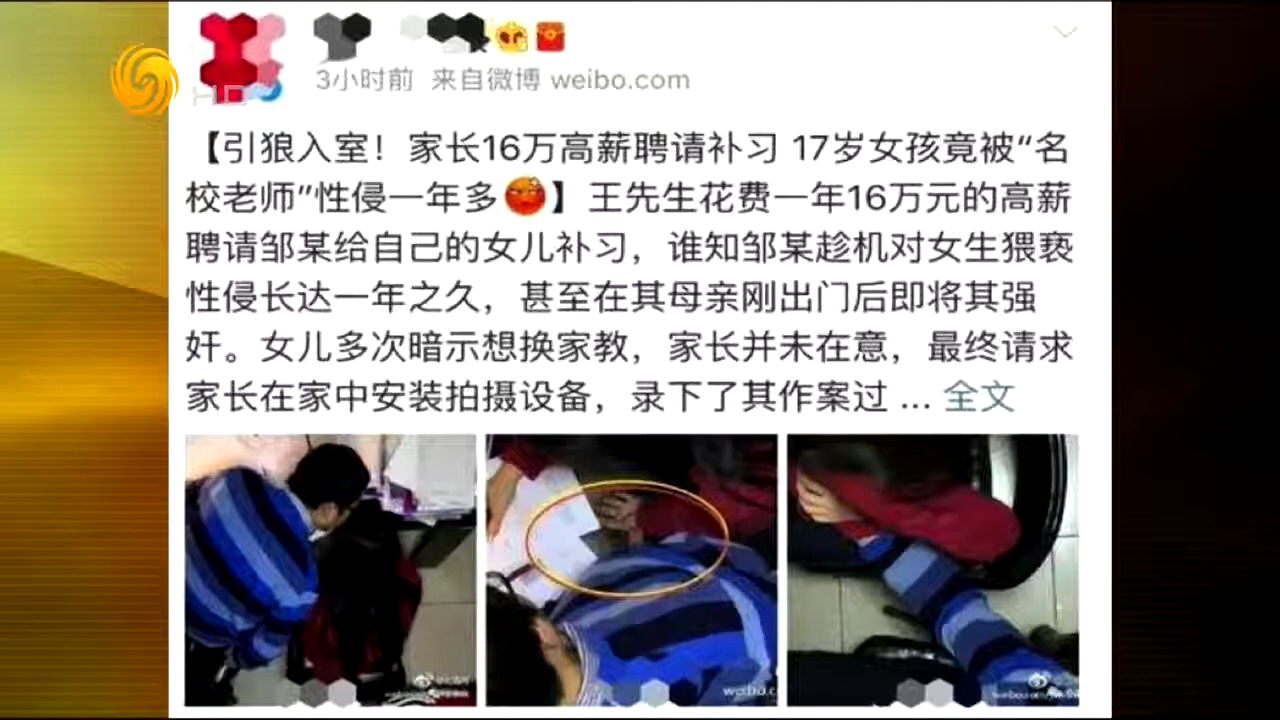 3小时前 来自微博 weibo.com
HD
【引狼入室！家长16万高薪聘请补习 17岁女孩竟被“名
校老师”性侵一年多】王先生花费一年16万元的高薪
聘请邹某给自己的女儿补习，谁知邹某趁机对女生猥亵
性侵长达一年之久，甚至在其母亲刚出门后即将其强
奸。女儿多次暗示想换家教，家长并未在意，最终请求
家长在家中安装拍摄设备，录下了其作案过 ... 全文